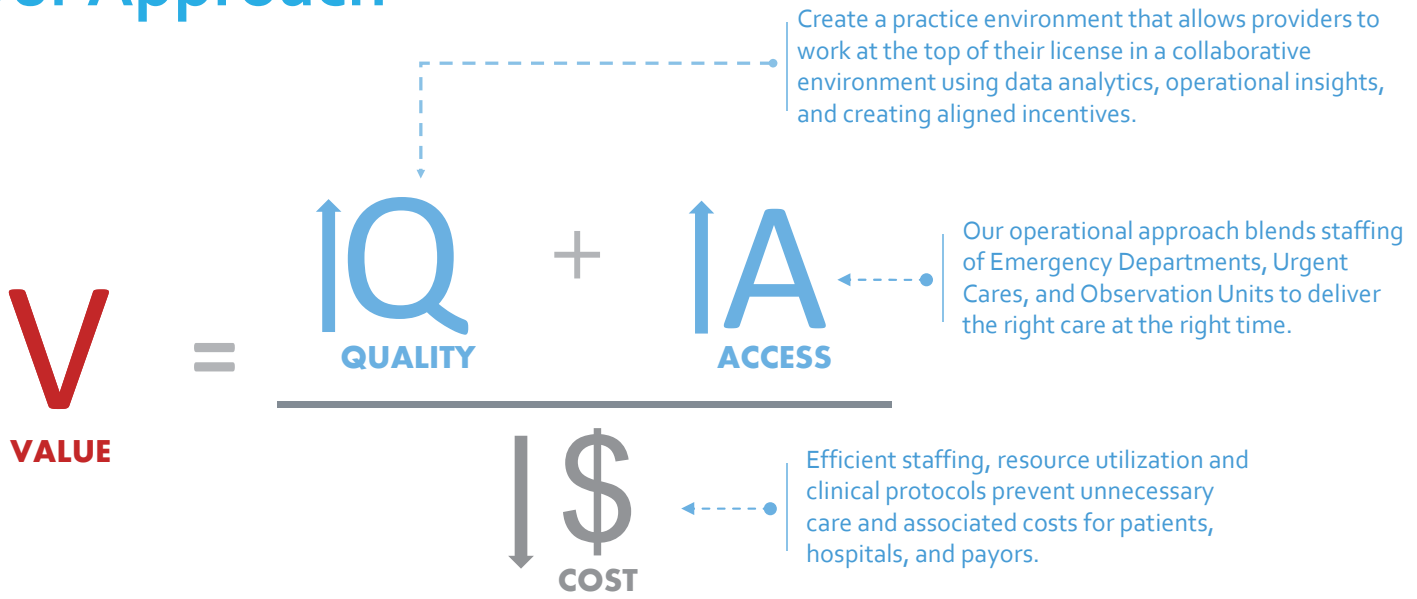 Approach
Create a practice environment that allows providers to
work at the top of their license in a collaborative
environment using data analytics, operational insights,
and creating aligned incentives.
Q
+
A
QUALITY
ACCESS
Our operational approach blends staffing
of Emergency Departments, Urgent
Cares, and Observation Units to deliver
the right care at the right time.
V
=
VALUE
$
COST
Efficient staffing, resource utilization and
clinical protocols prevent unnecessary
care and associated costs for patients,
hospitals, and payors.